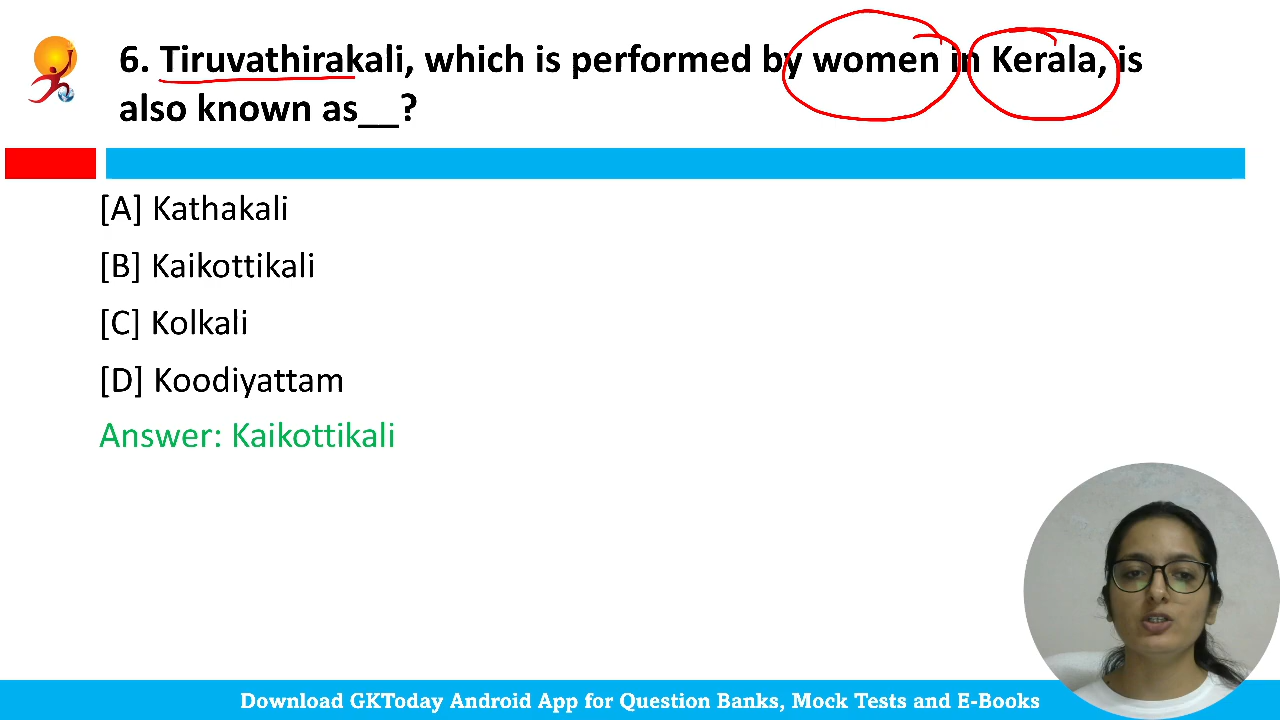 6. Tiruvathirakali, which is performed by women in Kerala, is
also known as__?
[A] Kathakali
[B] Kaikottikali
[C] Kolkali
[D] Koodiyattam
Answer: Kaikottikali
Download GKToday Android App for Question Banks, Mock Tests and E-Books